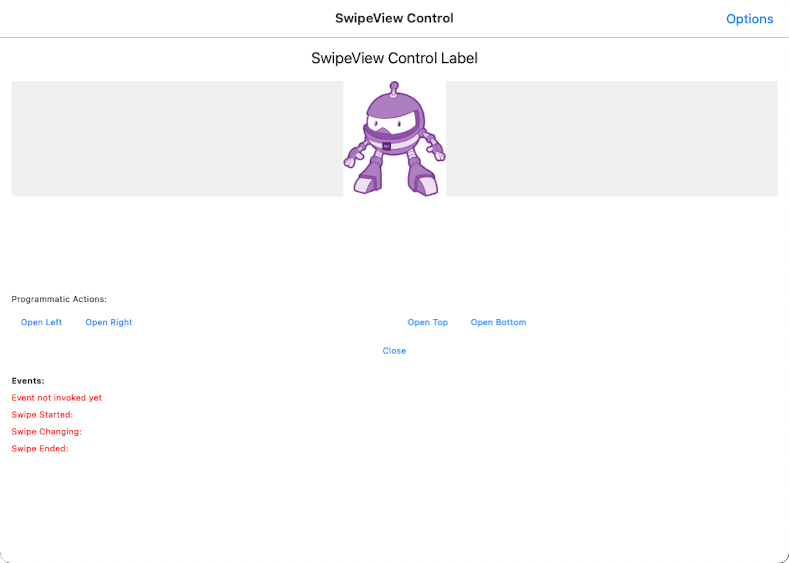 SwipeView Control
Options
SwipeView Control Label
Programmatic Actions:
Open Left Open Right Open Top Open Bottom
Close
Events:
Event not invoked yet
Swipe Started:
Swipe Changing:
Swipe Ended: